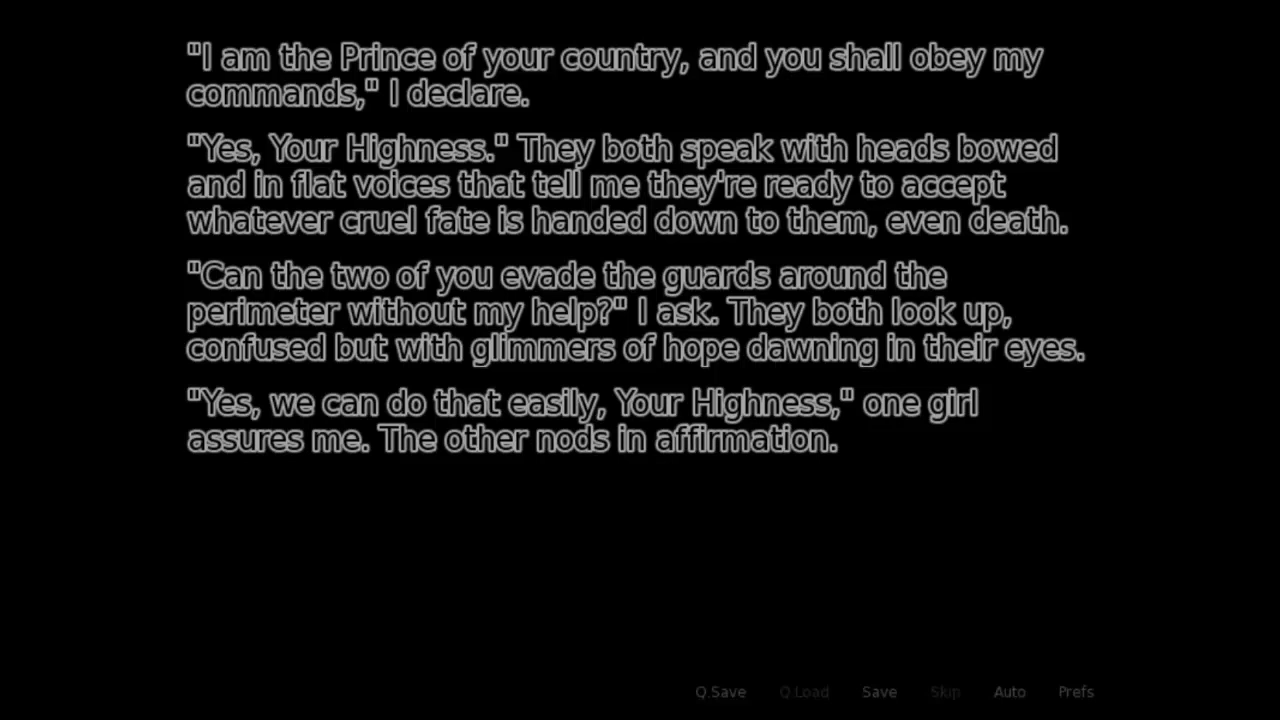 "I am the Prince of your country, and you shall obey my
commands," I declare.
"Yes, Your Highness." They both speak with heads bowed
and in flat voices that tell me they're ready to accept
whatever cruel fate is handed down to them, even death.
"Can the two of you evade the guards around the
perimeter without my help?" I ask. They both look up,
confused but with glimmers of hope dawning in their eyes.
"Yes, we can do that easily, Your Highness," one girl
assures me. The other nods in affirmation.
Q.Save Q.Load Save Skip Auto Prefs